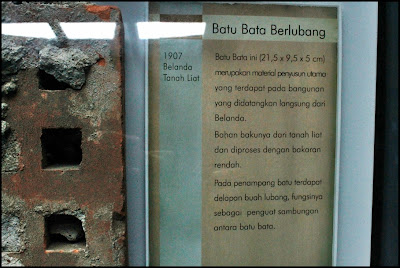 Batu Bata Berlubang
1907
Belanda
Tanah Liat
Batu Bata ini (21,5 x 9,5 x 5 cm)
merupakan material penyusun utama
yang terdapat pada bangunan
yang didatangkan langsung dari
Belanda.
Bahan bakunya dari tanah liat
dan diproses dengan bakaran
rendah.
Pada penampang batu terdapat
delapan buah lubang, fungsinya
sebagai penguat sambungan
antara batu bata.